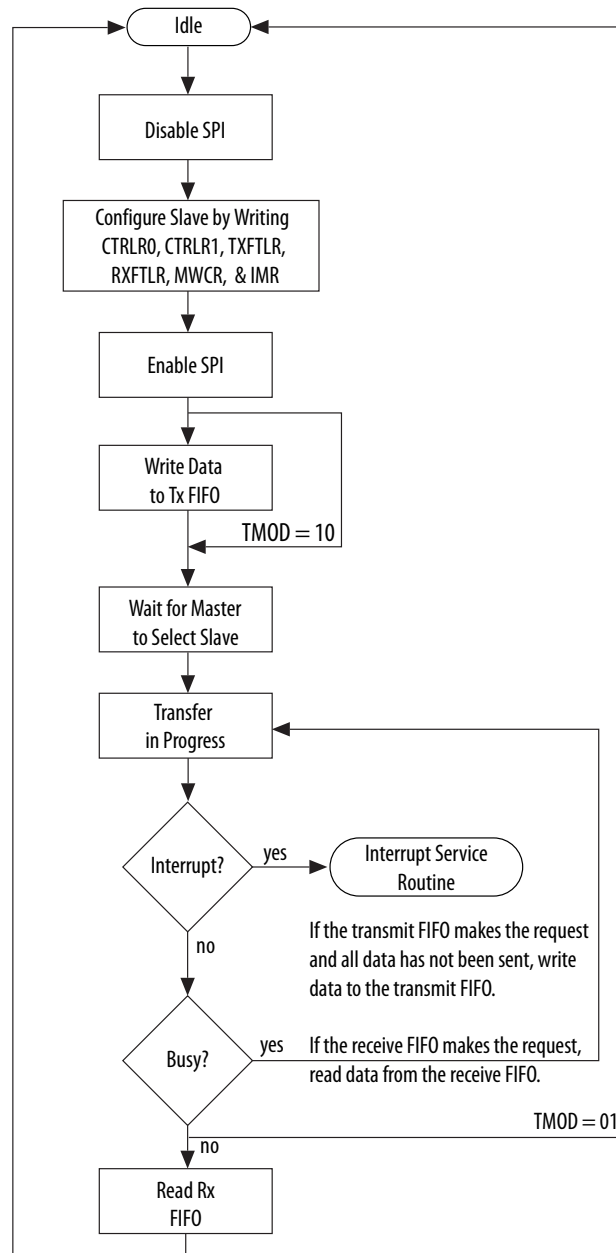 Idle
Disable SPI
Configure Slave by Writing
CTRLR0, CTRLR1, TXFTLR,
RXFTLR, MWCR, & IMR
Enable SPI
Write Data
to Tx FIFO
TMOD = 10
Wait for Master
to Select Slave
Transfer
in Progress
Interrupt?
yes
Interrupt Service
Routine
no
If the transmit FIFO makes the request
and all data has not been sent, write
data to the transmit FIFO.
Busy?
yes
If the receive FIFO makes the request,
read data from the receive FIFO.
TMOD = 01
no
Read Rx
FIFO